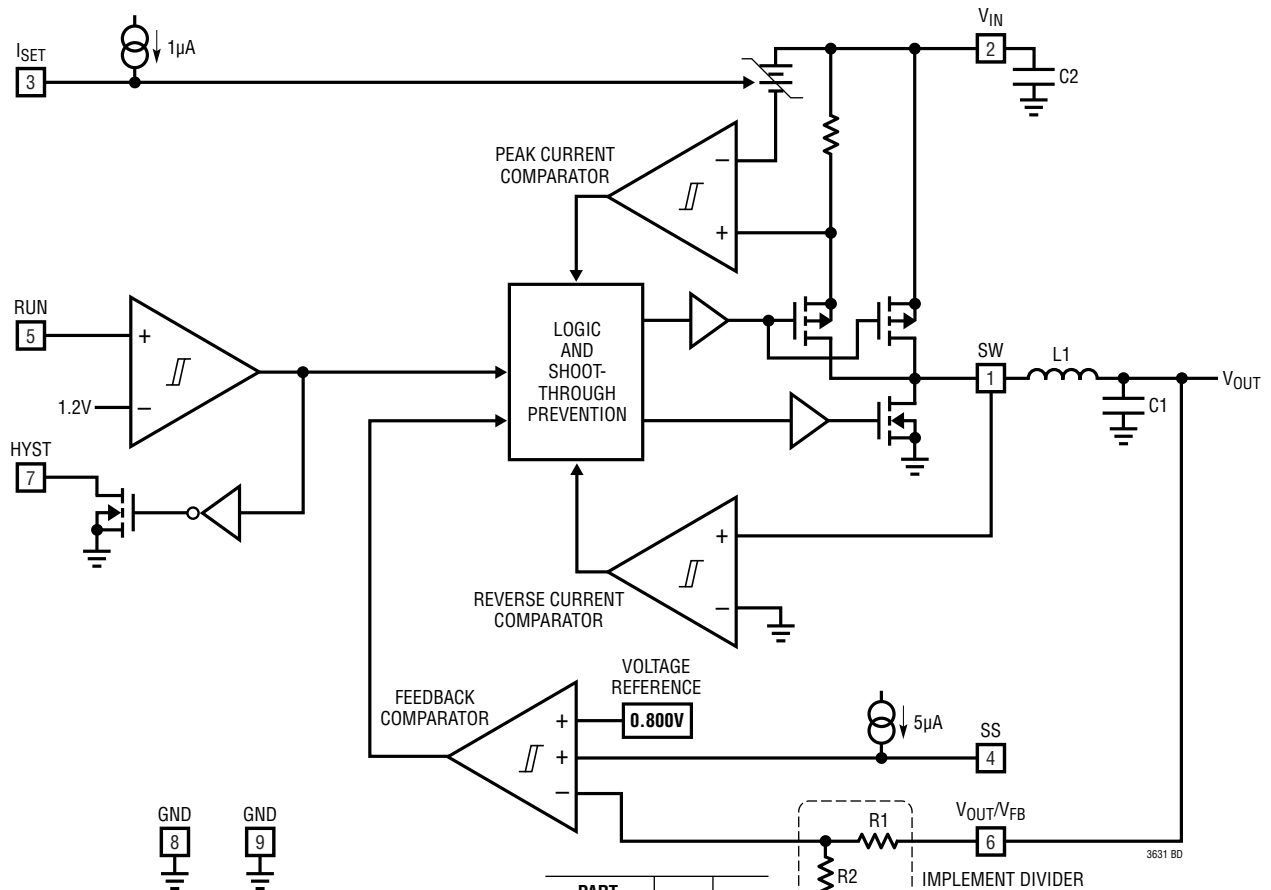 I_SET
3
1µA
V_IN
2
C2
PEAK CURRENT
COMPARATOR
−
+
RUN
5
+
−
1.2V
LOGIC
AND
SHOOT-
THROUGH
PREVENTION
SW
1
L1
V_OUT
C1
HYST
7
+
−
REVERSE CURRENT
COMPARATOR
VOLTAGE
REFERENCE
0.800V
FEEDBACK
COMPARATOR
+
+
−
5µA
SS
4
GND
8
GND
9
R1
V_OUT/V_FB
6
3631 BD
R2
IMPLEMENT DIVIDER
PART